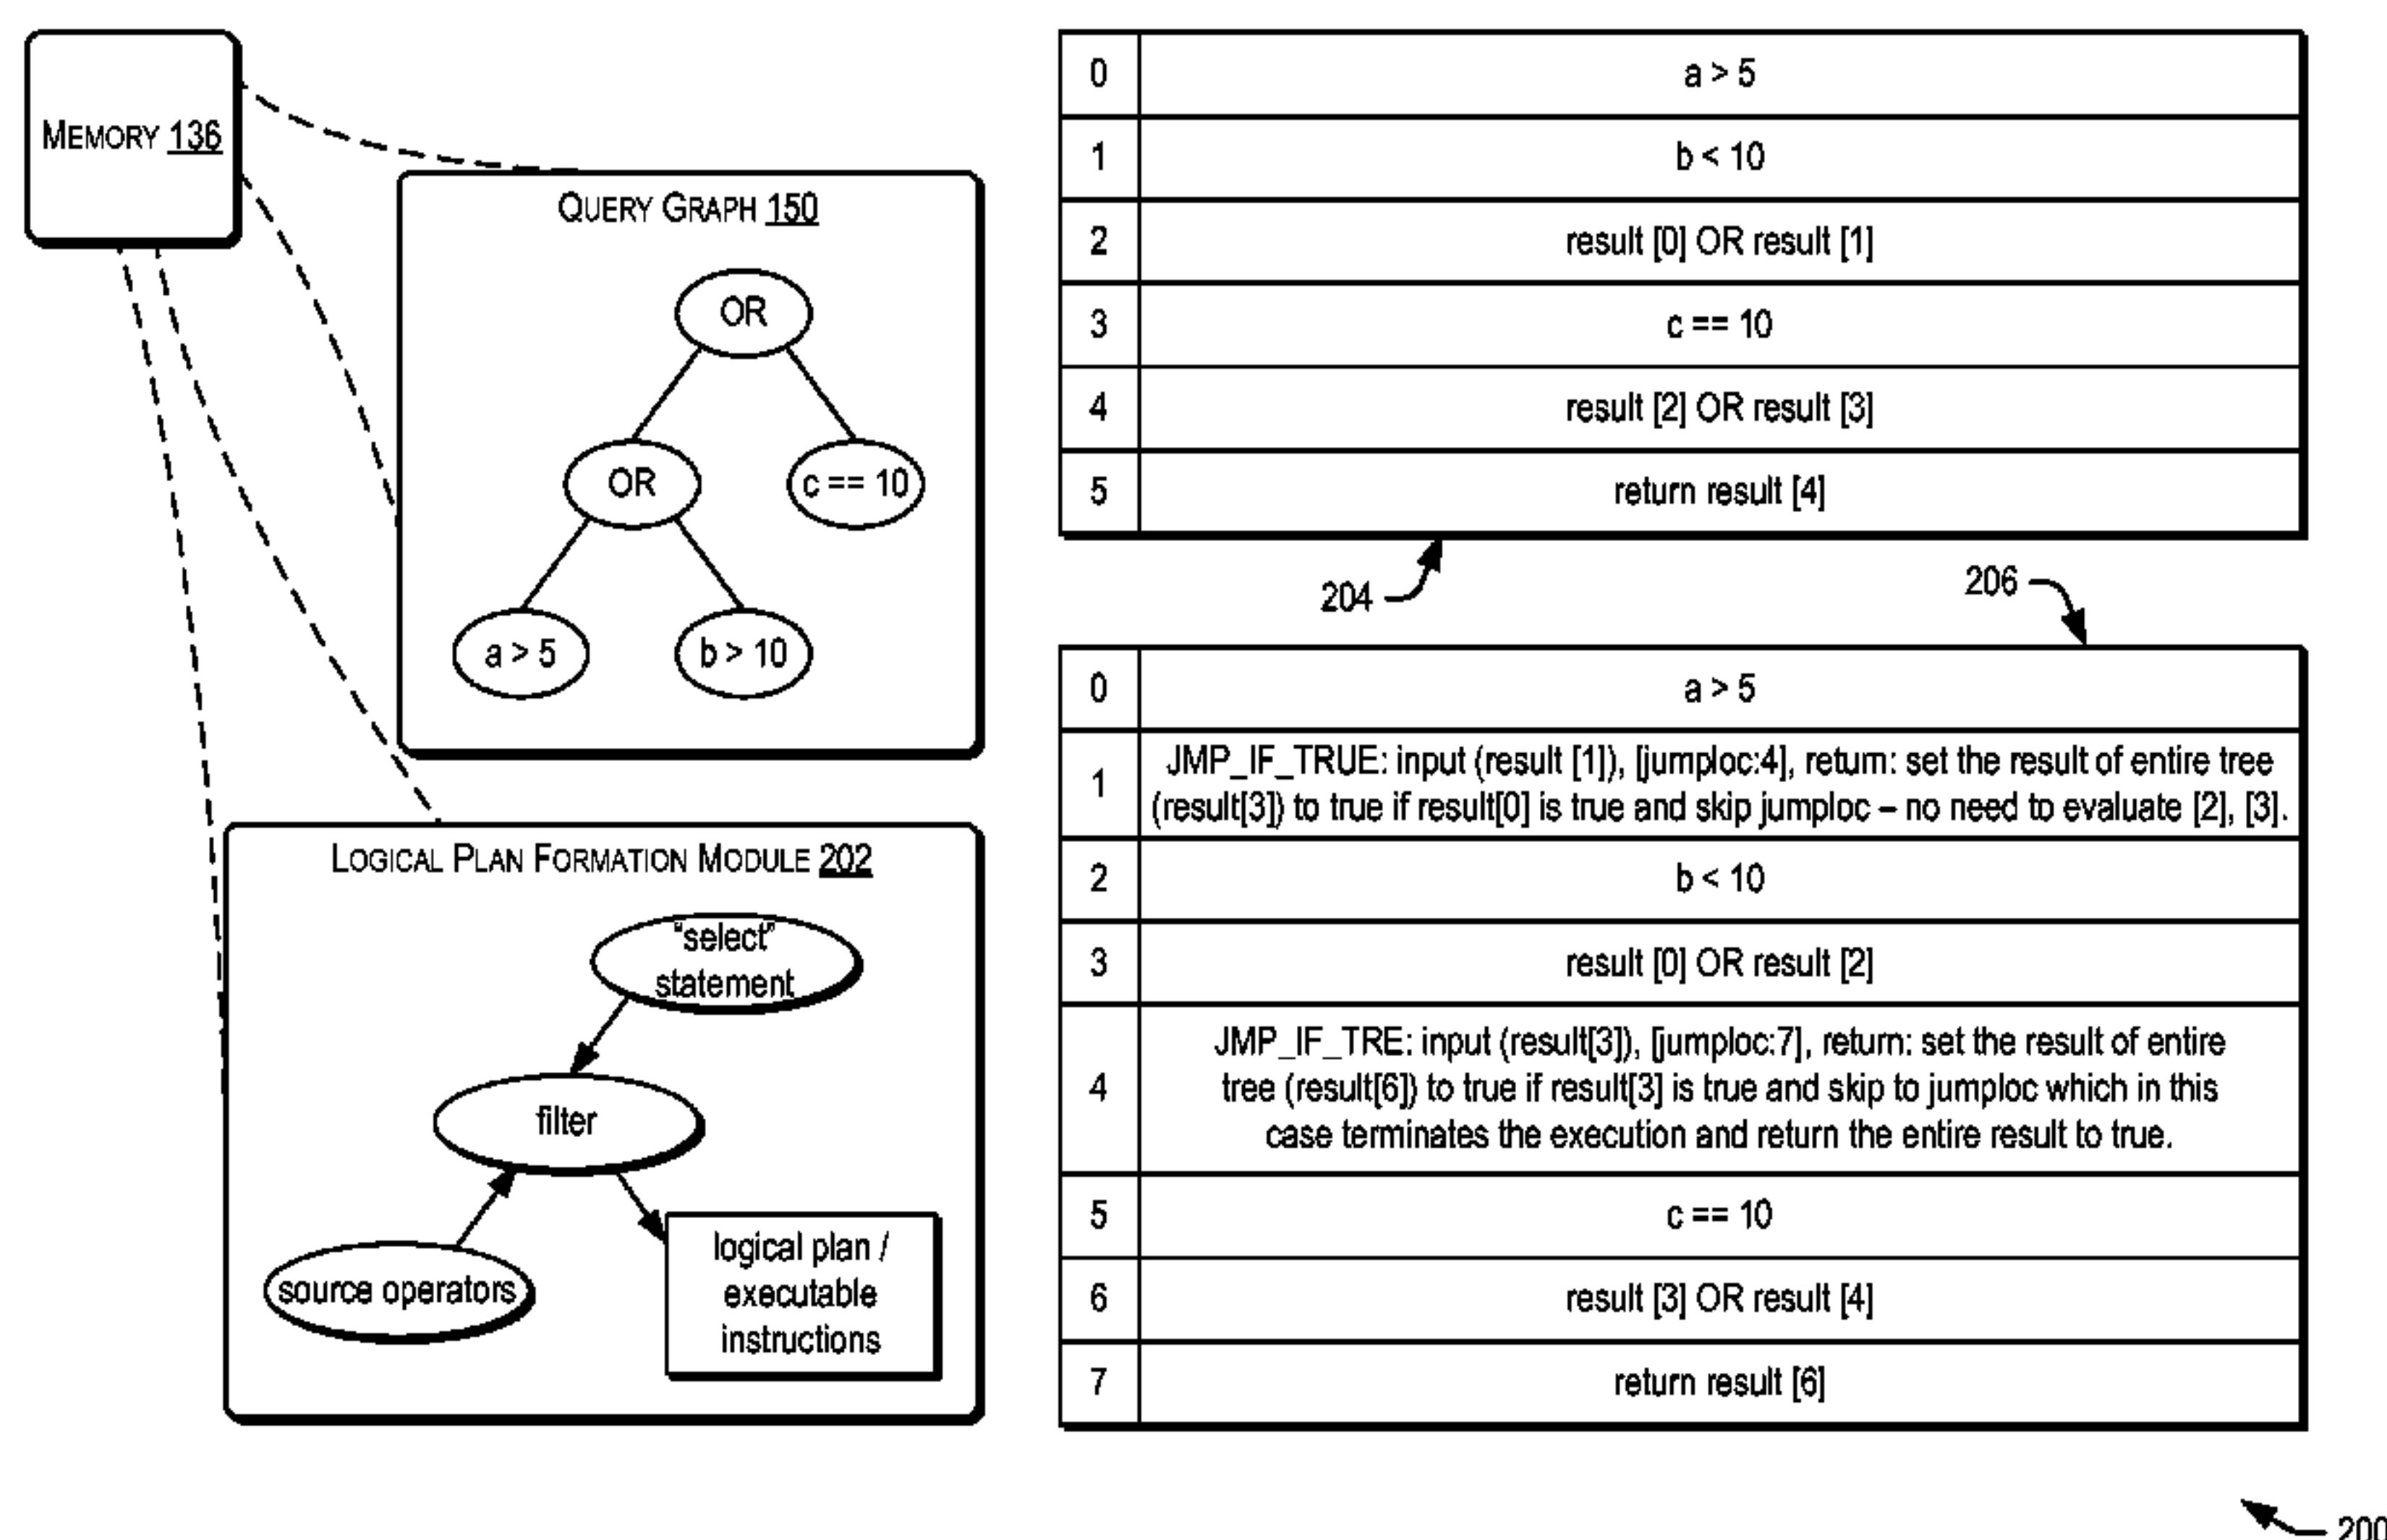 MEMORY 136
QUERY GRAPH 150
OR
OR
c == 10
a > 5
b > 10
LOGICAL PLAN FORMATION MODULE 202
"select"
statement
filter
source operators
logical plan /
executable
instructions
0
a > 5
1
b < 10
2
result [0] OR result [1]
3
c == 10
4
result [2] OR result [3]
5
return result [4]
204
206
0
a > 5
1
JMP_IF_TRUE: input (result [1]), [jumploc:4], return: set the result of entire tree
(result[3]) to true if result[0] is true and skip jumploc – no need to evaluate [2], [3].
2
b < 10
3
result [0] OR result [2]
4
JMP_IF_TRE: input (result[3]), [jumploc:7], return: set the result of entire
tree (result[6]) to true if result[3] is true and skip to jumploc which in this
case terminates the execution and return the entire result to true.
5
c == 10
6
result [3] OR result [4]
7
return result [6]
200